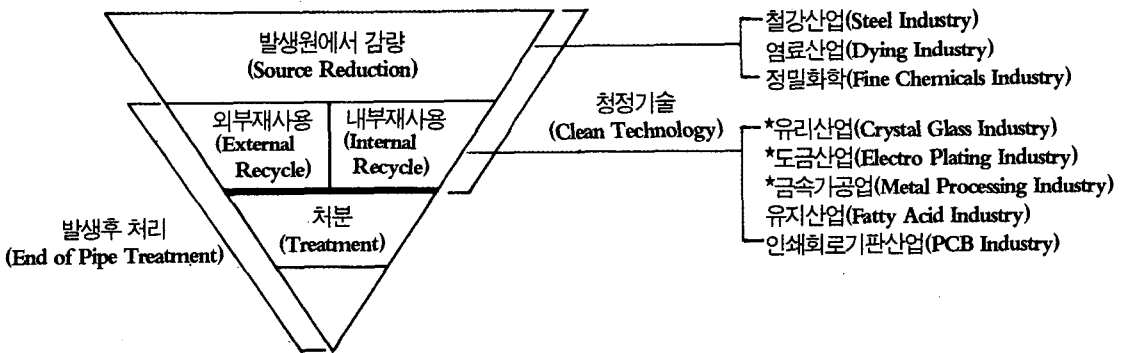 발생원에서 감량
(Source Reduction)
외부재사용
(External
Recycle)
내부재사용
(Internal
Recycle)
처분
(Treatment)
발생후 처리
(End of Pipe Treatment)
청정기술
(Clean Technology)
철강산업(Steel Industry)
염료산업(Dying Industry)
정밀화학(Fine Chemicals Industry)
*유리산업(Crystal Glass Industry)
*도금산업(Electro Plating Industry)
*금속가공업(Metal Processing Industry)
유지산업(Fatty Acid Industry)
인쇄회로기판산업(PCB Industry)